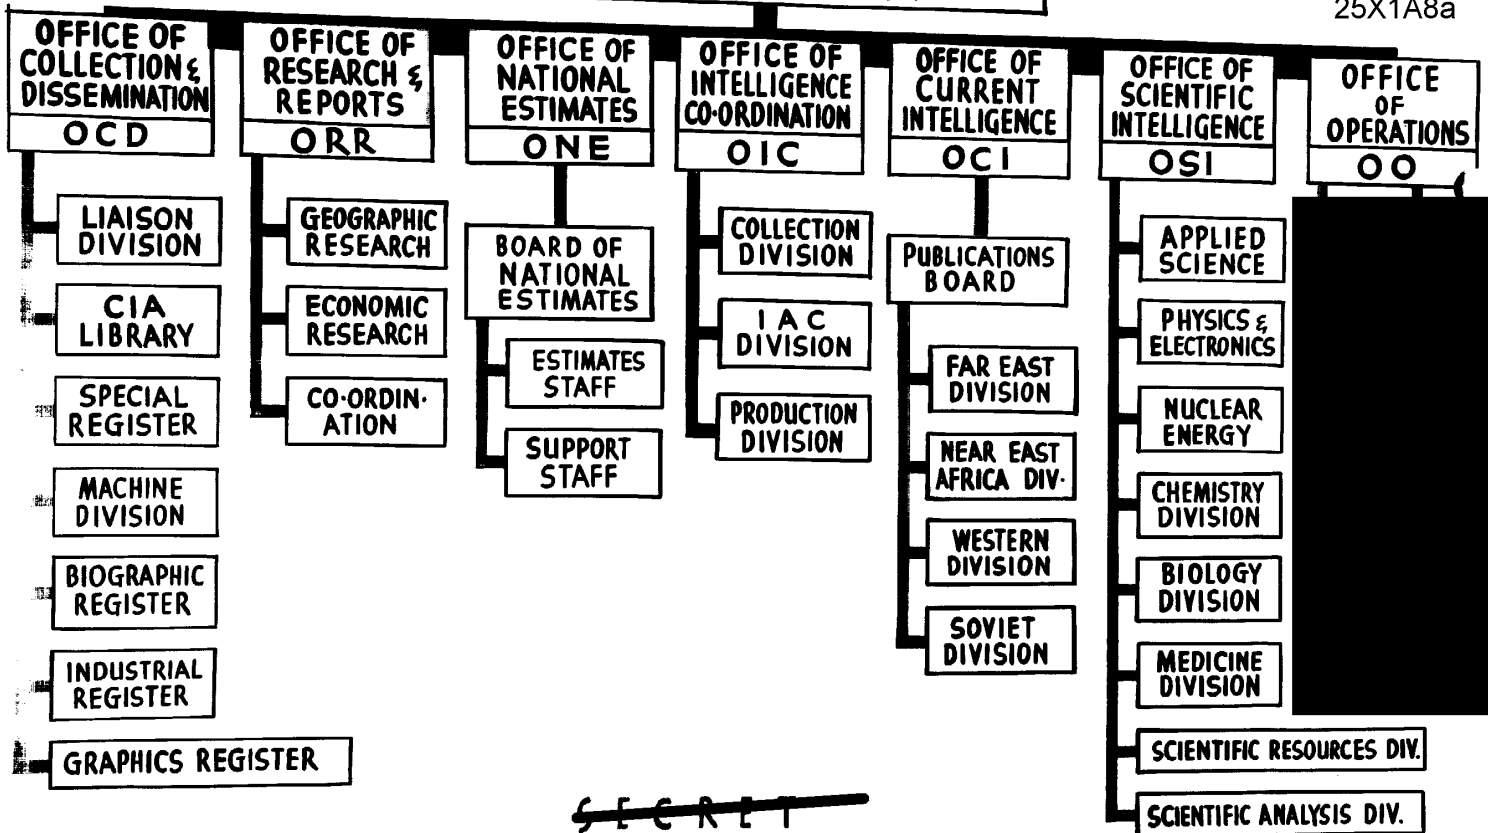 25X1A8a
OFFICE OF
COLLECTION &
DISSEMINATION
OCD
LIAISON
DIVISION
CIA
LIBRARY
SPECIAL
REGISTER
MACHINE
DIVISION
BIOGRAPHIC
REGISTER
INDUSTRIAL
REGISTER
GRAPHICS REGISTER
OFFICE OF
RESEARCH &
REPORTS
ORR
GEOGRAPHIC
RESEARCH
ECONOMIC
RESEARCH
CO·ORDIN·
ATION
OFFICE OF
NATIONAL
ESTIMATES
ONE
BOARD OF
NATIONAL
ESTIMATES
ESTIMATES
STAFF
SUPPORT
STAFF
OFFICE OF
INTELLIGENCE
CO·ORDINATION
OIC
COLLECTION
DIVISION
IAC
DIVISION
PRODUCTION
DIVISION
OFFICE OF
CURRENT
INTELLIGENCE
OCI
PUBLICATIONS
BOARD
FAR EAST
DIVISION
NEAR EAST
AFRICA DIV.
WESTERN
DIVISION
SOVIET
DIVISION
OFFICE OF
SCIENTIFIC
INTELLIGENCE
OSI
APPLIED
SCIENCE
PHYSICS &
ELECTRONICS
NUCLEAR
ENERGY
CHEMISTRY
DIVISION
BIOLOGY
DIVISION
MEDICINE
DIVISION
SCIENTIFIC RESOURCES DIV.
SCIENTIFIC ANALYSIS DIV.
OFFICE
OF
OPERATIONS
OO
SECRET